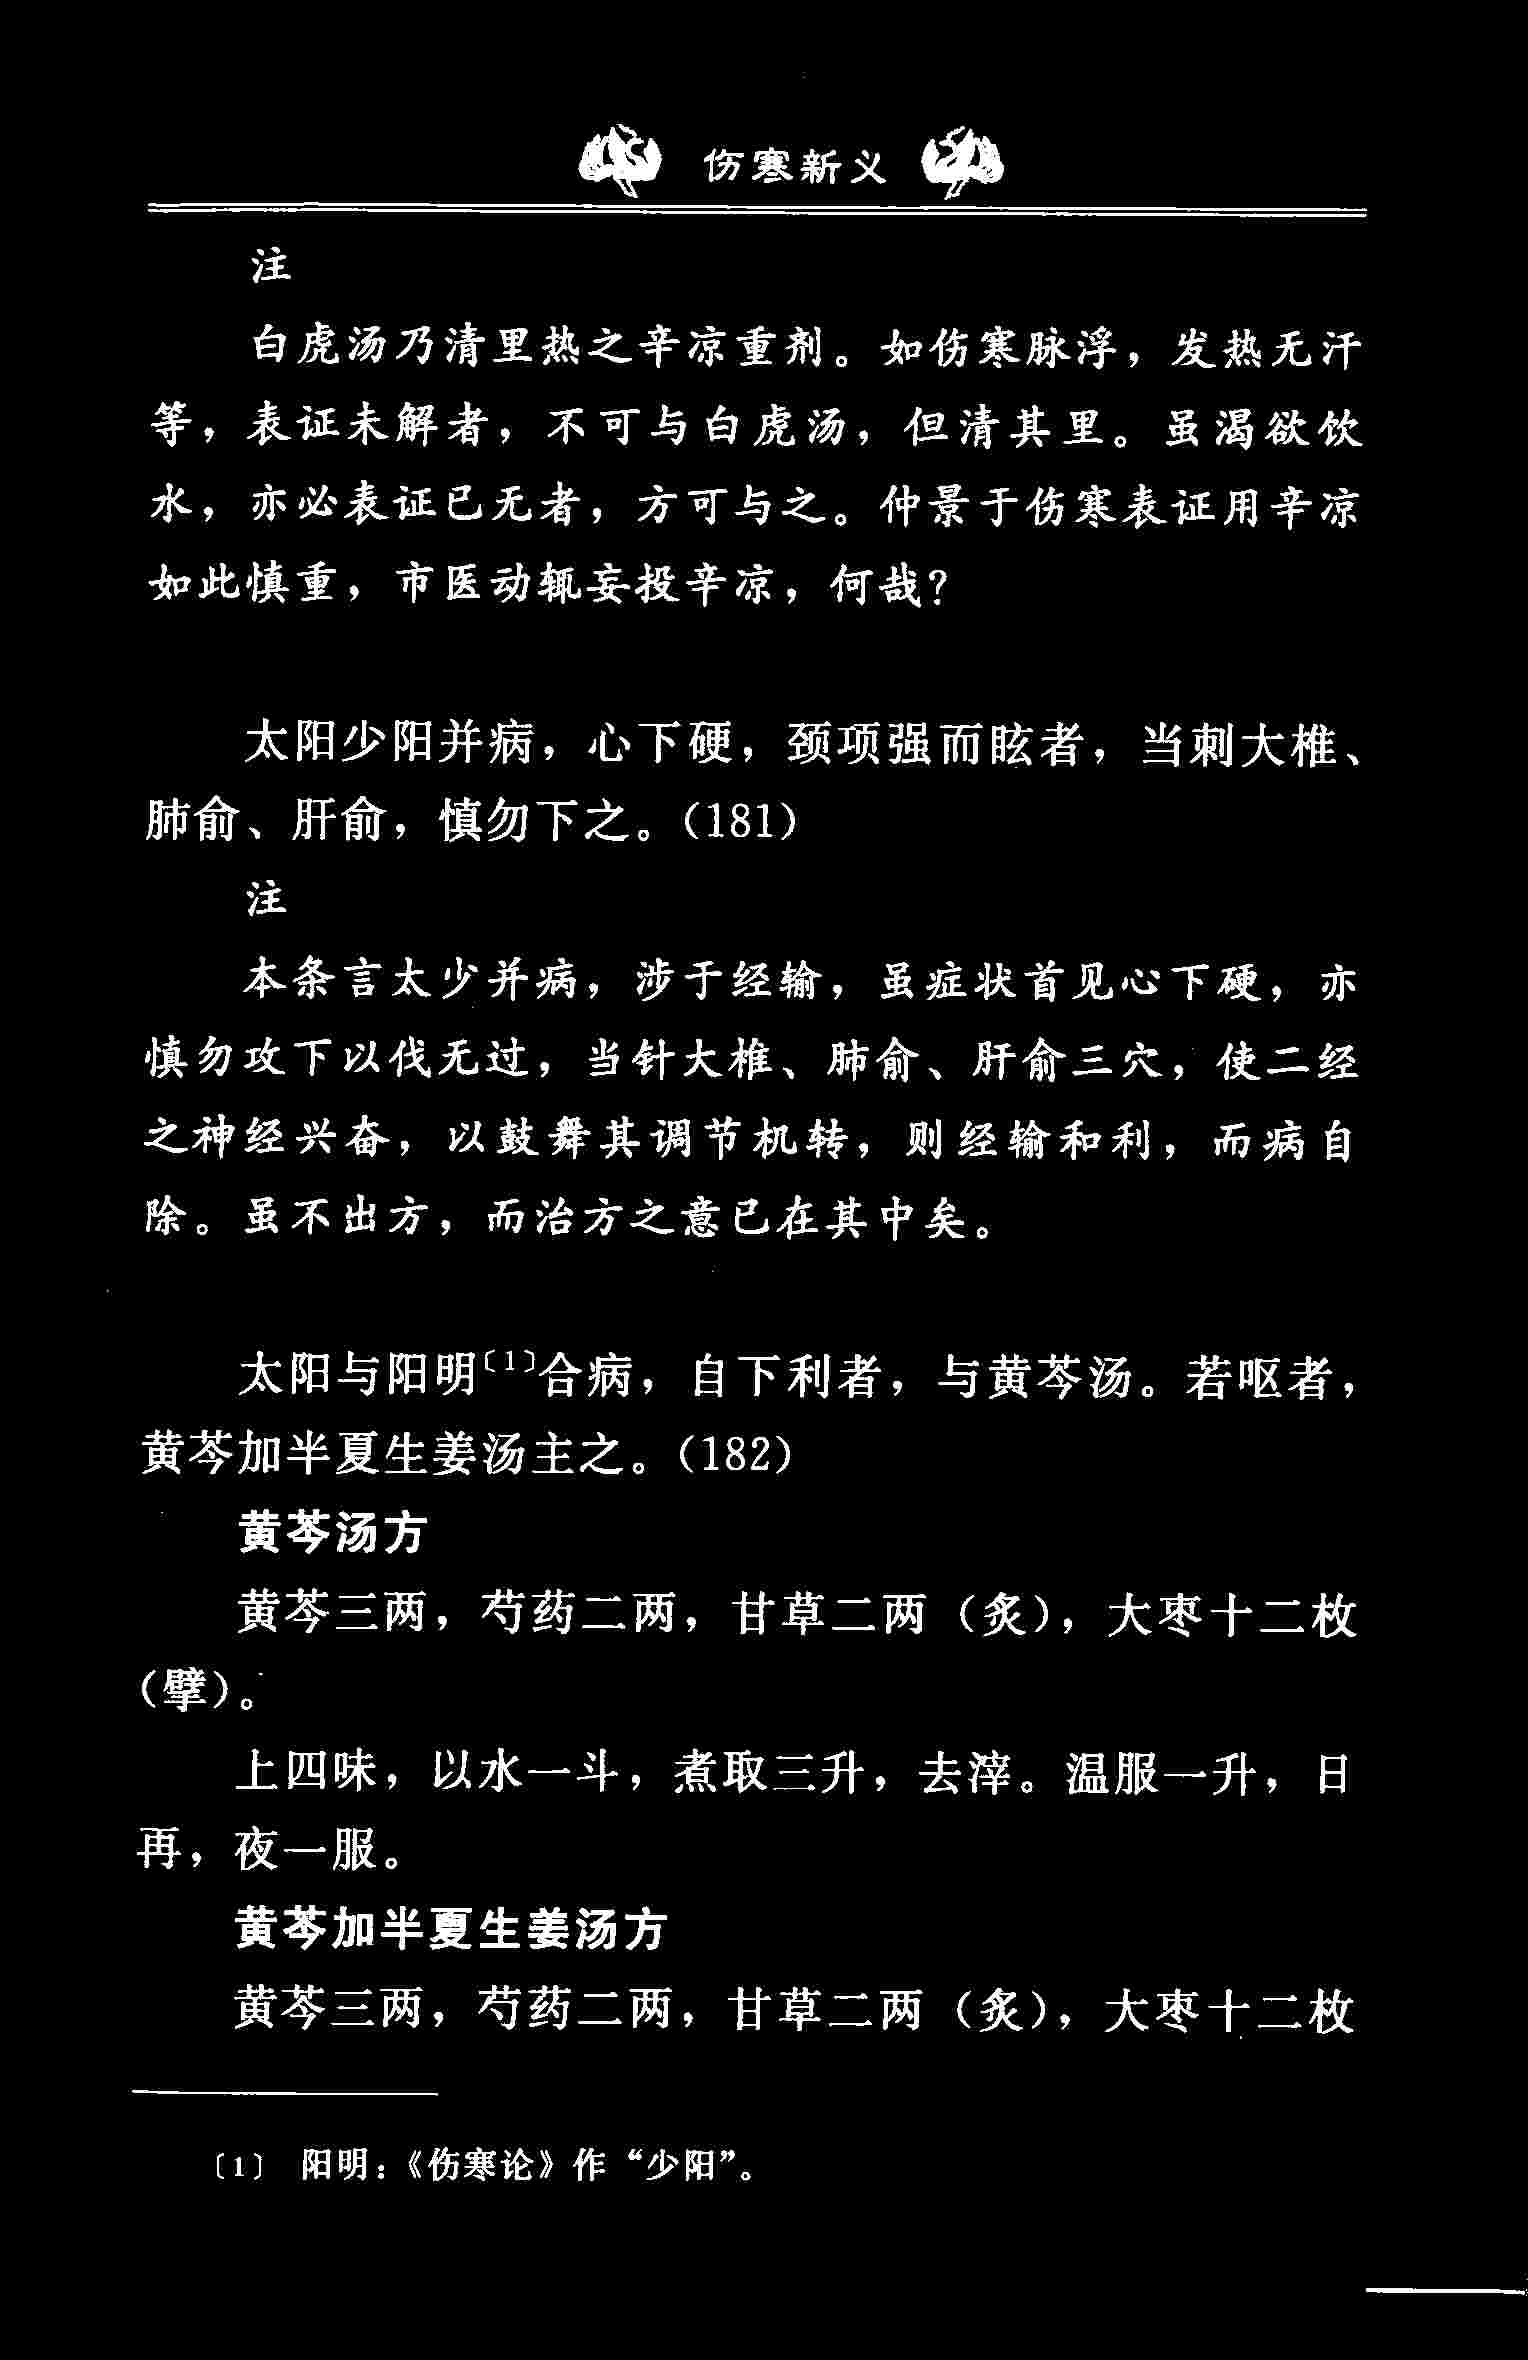 伤寒新义
注
白虎汤乃清里热之辛凉重剂。如伤寒脉浮，发热无汗
等，表证未解者，不可与白虎汤，但清其里。虽渴欲饮
水，亦必表证已无者，方可与之。仲景于伤寒表证用辛凉
如此慎重，市医动辄妄投辛凉，何哉？
太阳少阳并病，心下硬，颈项强而眩者，当刺大椎、
肺俞、肝俞，慎勿下之。（181）
注
本条言太少并病，涉于经输，虽症状首见心下硬，亦
慎勿攻下以伐无过，当针大椎、肺俞、肝俞三穴，使二经
之神经兴奋，以鼓舞其调节机转，则经输和利，而病自
除。虽不出方，而治方之意已在其中矣。
太阳与阳明〔1〕合病，自下利者，与黄芩汤。若呕者，
黄芩加半夏生姜汤主之。（182）
黄芩汤方
黄芩三两，芍药二两，甘草二两（炙），大枣十二枚
（擘）。
上四味，以水一斗，煮取三升，去滓。温服一升，日
再，夜一服。
黄芩加半夏生姜汤方
黄芩三两，芍药二两，甘草二两（炙），大枣十二枚
〔1〕 阳明：《伤寒论》作“少阳”。